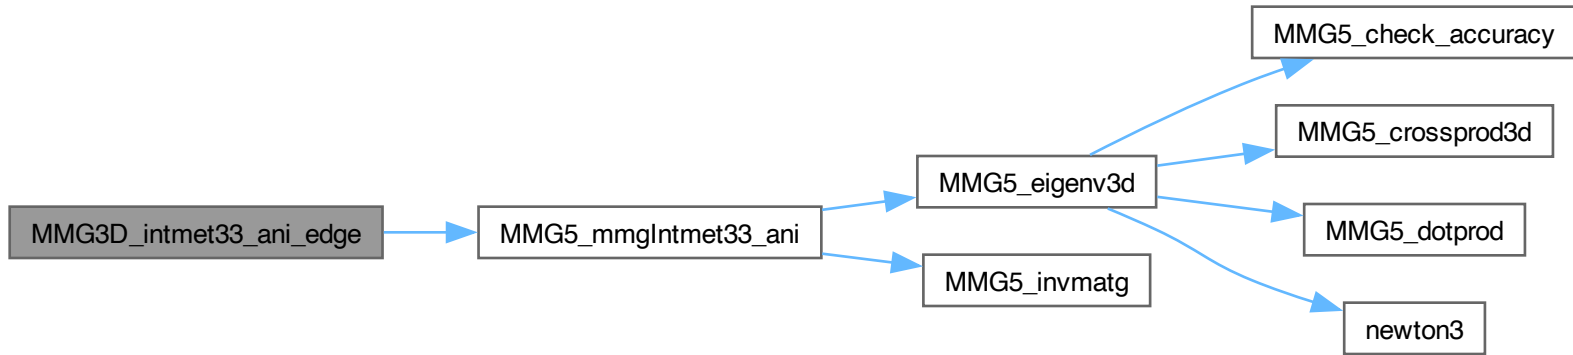 MMG3D_intmet33_ani_edge
MMG5_mmgIntmet33_ani
MMG5_eigenv3d
MMG5_check_accuracy
MMG5_crossprod3d
MMG5_dotprod
newton3
MMG5_invmatg